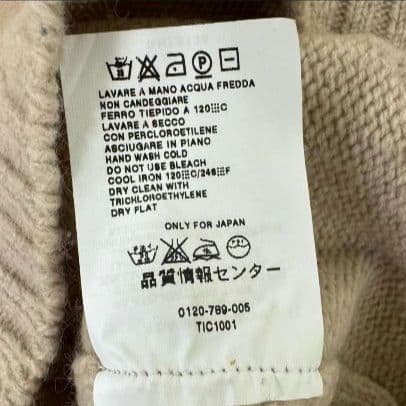 LAVARE A MANO ACQUA FREDDA
NON CANDEGGIARE
FERRO TIEPIDO A 120°C
LAVARE A SECCO
CON PERCLOROETILENE
ASCIUGARE IN PIANO
HAND WASH COLD
DO NOT USE BLEACH
COOL IRON 120°C/248°F
DRY CLEAN WITH
TRICHLOROETHYLENE
DRY FLAT
ONLY FOR JAPAN
品質情報センター
0120-789-005
TIC1001